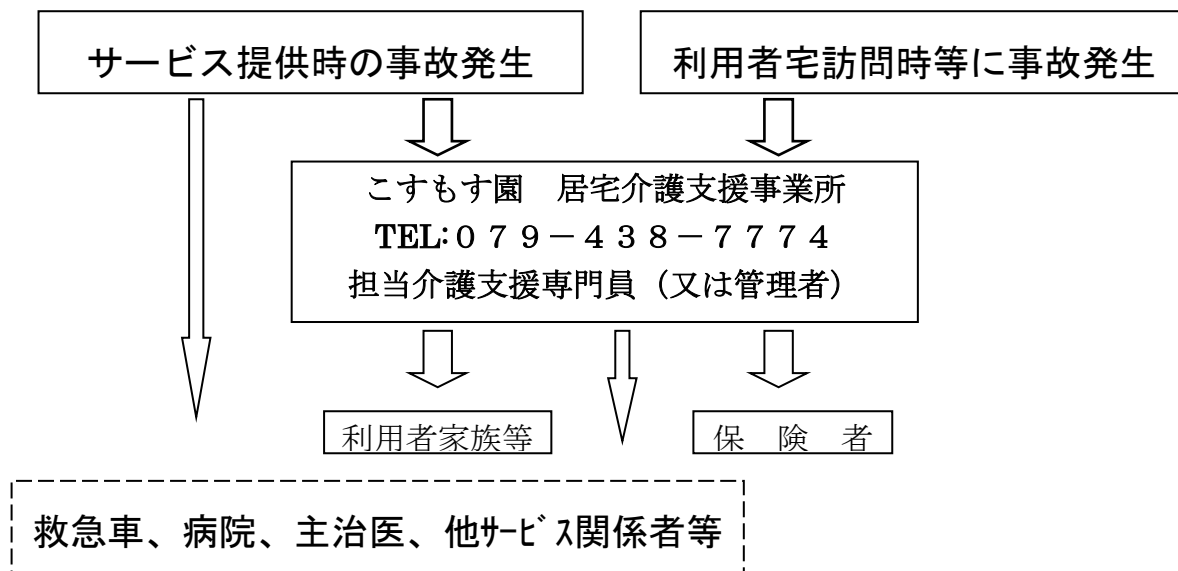 サービス提供時の事故発生
利用者宅訪問時等に事故発生
こすもす園　居宅介護支援事業所
TEL:０７９－４３８－７７７４
担当介護支援専門員（又は管理者）
利用者家族等
保　険　者
救急車、病院、主治医、他ｻｰﾋﾞｽ関係者等